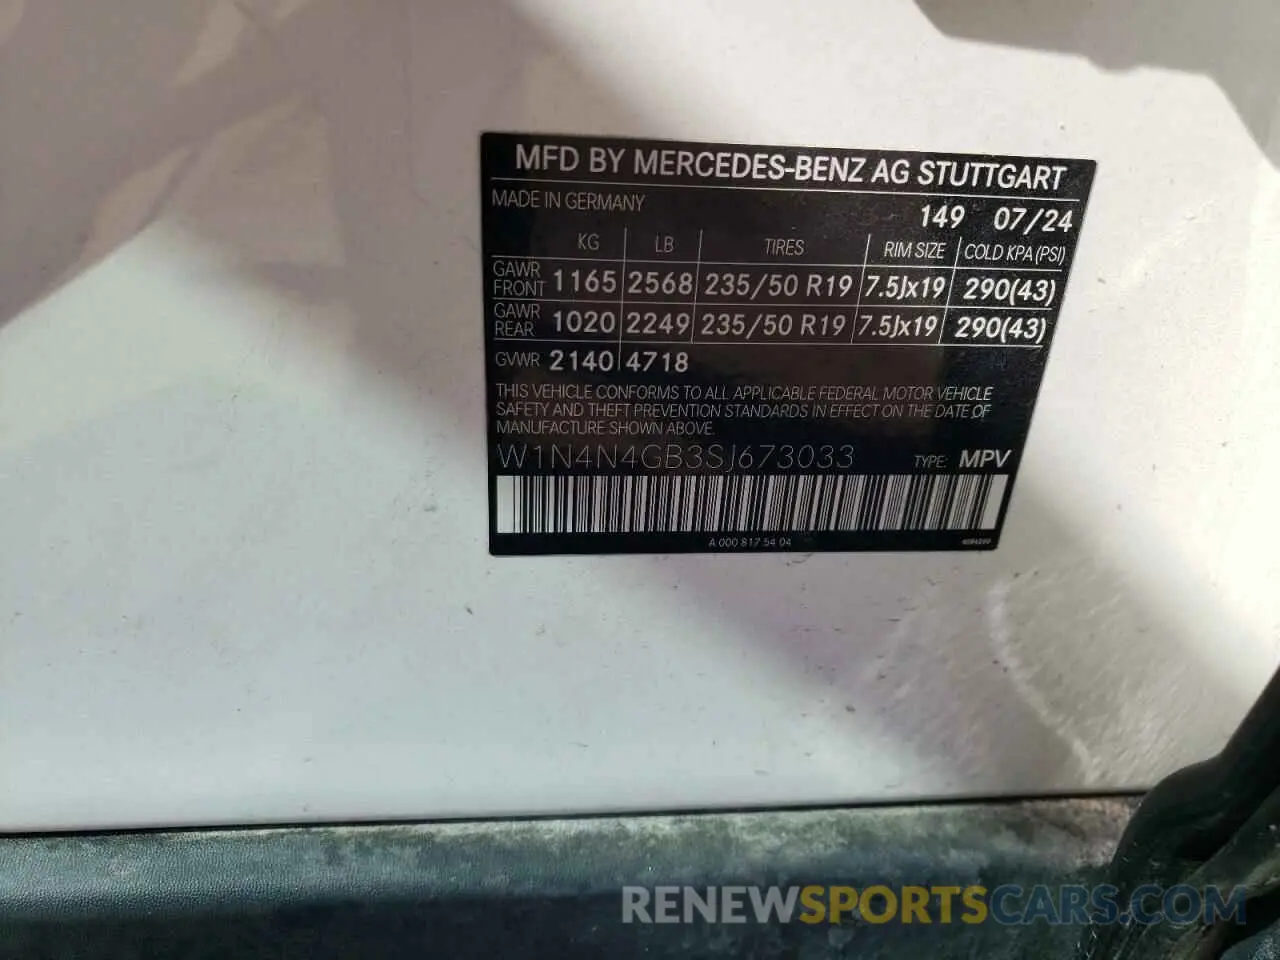 MFD BY MERCEDES-BENZ AG STUTTGART
MADE IN GERMANY
149 07/24
KG LB TIRES RIM SIZE COLD KPA (PSI)
GAWR FRONT 1165 2568 235/50 R19 7.5Jx19 290(43)
GAWR REAR 1020 2249 235/50 R19 7.5Jx19 290(43)
GVWR 2140 4718
THIS VEHICLE CONFORMS TO ALL APPLICABLE FEDERAL MOTOR VEHICLE
SAFETY AND THEFT PREVENTION STANDARDS IN EFFECT ON THE DATE OF
MANUFACTURE SHOWN ABOVE.
W1N4N4GB3SJ673033 TYPE: MPV
A 000 817 54 04
RENEWSPORTSCARS.COM